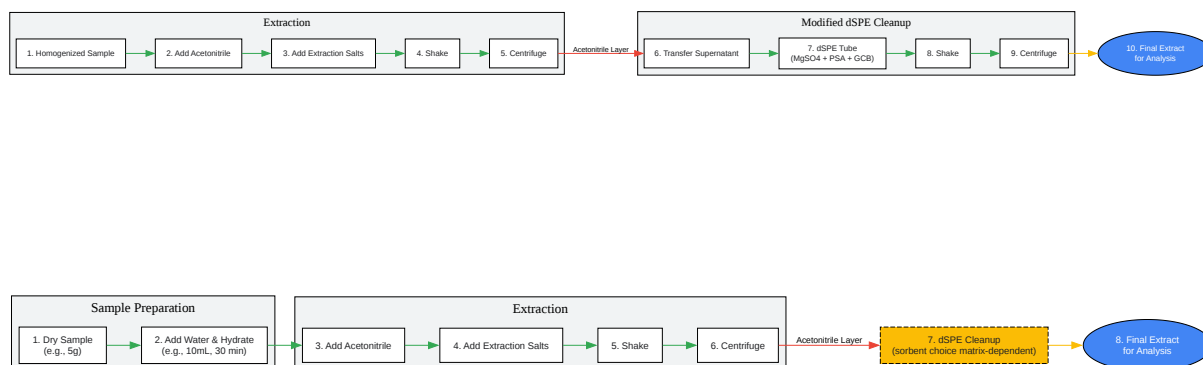 Extraction
Modified dSPE Cleanup
1. Homogenized Sample
2. Add Acetonitrile
3. Add Extraction Salts
4. Shake
5. Centrifuge
Acetonitrile Layer
6. Transfer Supernatant
7. dSPE Tube
(MgSO4 + PSA + GCB)
8. Shake
9. Centrifuge
10. Final Extract
for Analysis
Sample Preparation
Extraction
1. Dry Sample
(e.g., 5g)
2. Add Water & Hydrate
(e.g., 10mL, 30 min)
3. Add Acetonitrile
4. Add Extraction Salts
5. Shake
6. Centrifuge
Acetonitrile Layer
7. dSPE Cleanup
(sorbent choice matrix-dependent)
8. Final Extract
for Analysis